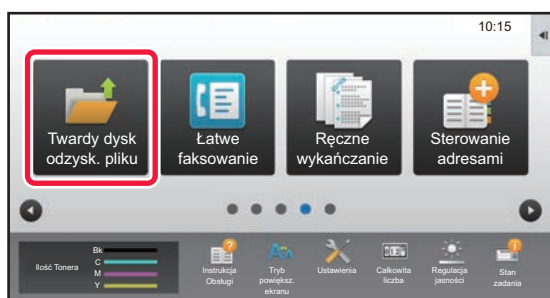 10:15
Twardy dysk
odzysk. pliku
Łatwe
faksowanie
Ręczne
wykańczanie
Sterowanie
adresami
Ilość Tonera
Bk
C
M
Y
Instrukcja
Obsługi
Tryb
powiększ.
ekranu
Ustawienia
Całkowita
liczba
Regulacja
jasności
Stan
zadania